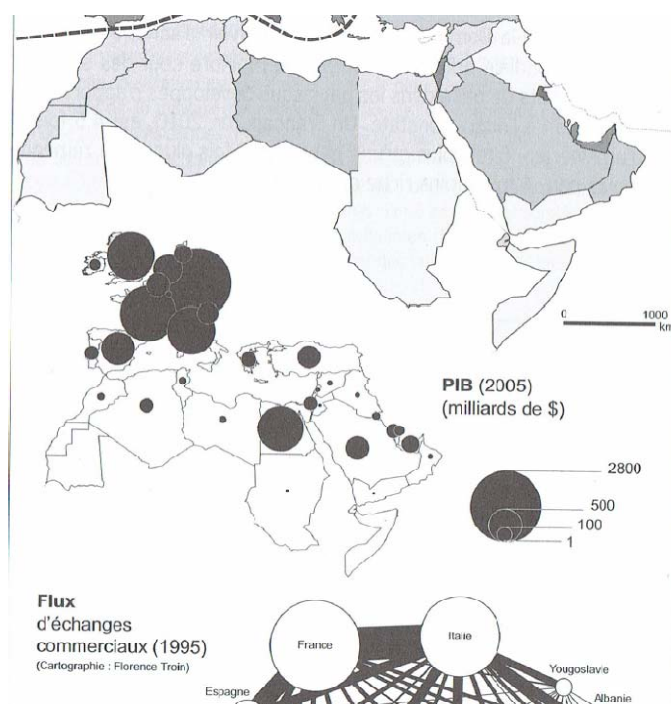 0 1000
km
PIB (2005)
(milliards de $)
2800
500
100
1
Flux
d'échanges
commerciaux (1995)
(Cartographie : Florence Troin)
France
Italie
Yougoslavie
Espagne
Albanie